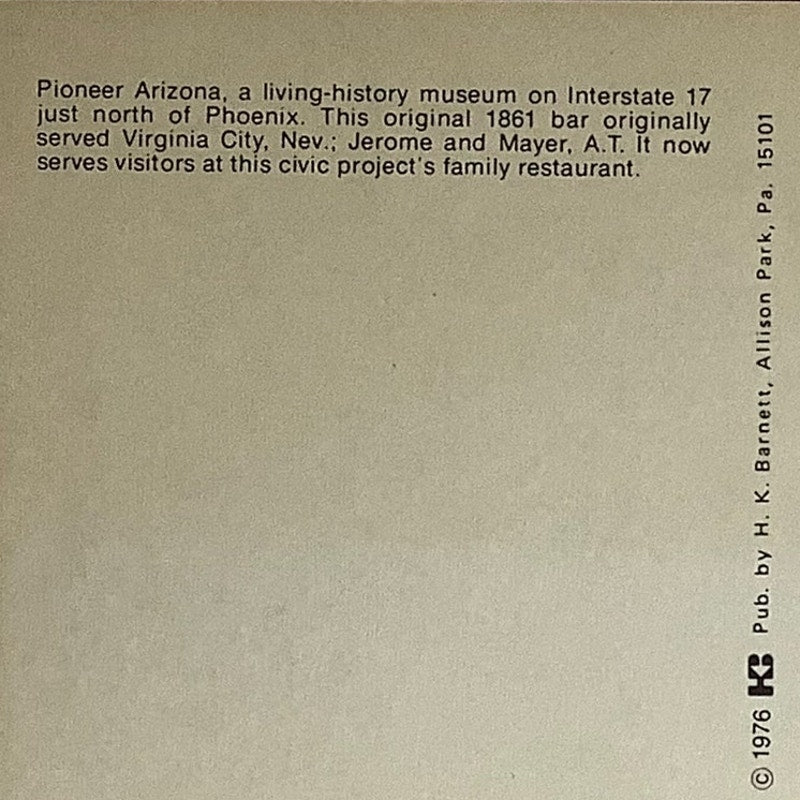 Pioneer Arizona, a living-history museum on Interstate 17
just north of Phoenix. This original 1861 bar originally
served Virginia City, Nev.; Jerome and Mayer, A.T. It now
serves visitors at this civic project's family restaurant.
© 1976 HB Pub. by H. K. Barnett, Allison Park, Pa. 15101